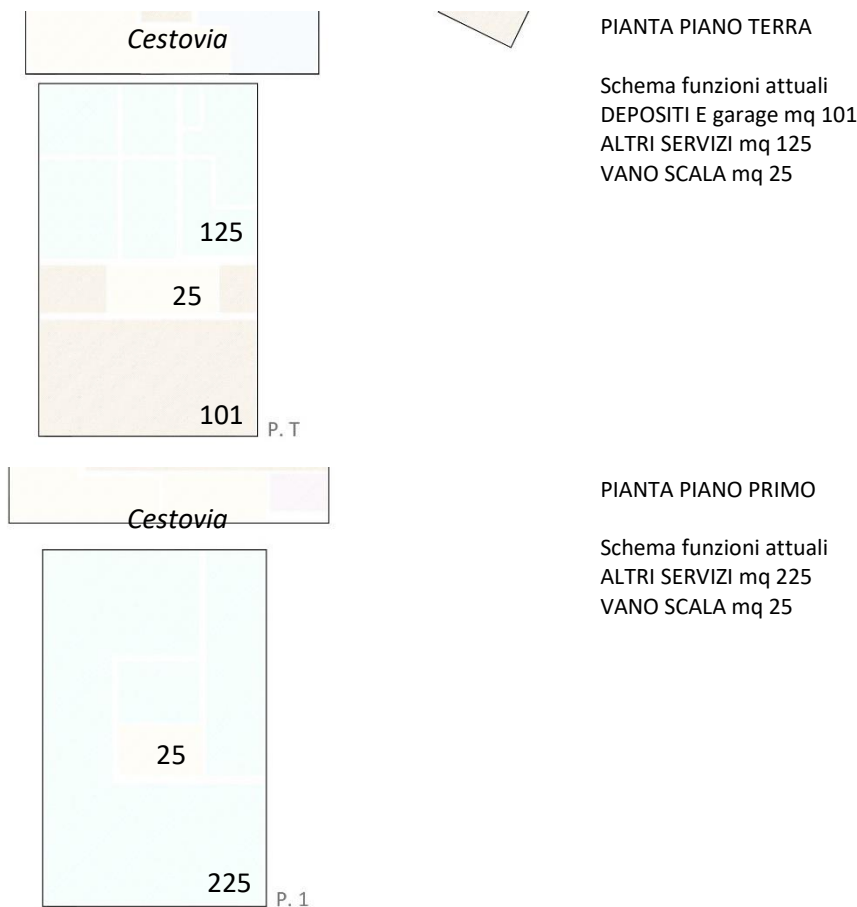 Cestovia
PIANTA PIANO TERRA
Schema funzioni attuali
DEPOSITI E garage mq 101
ALTRI SERVIZI mq 125
VANO SCALA mq 25
125
25
101
P. T
Cestovia
PIANTA PIANO PRIMO
Schema funzioni attuali
ALTRI SERVIZI mq 225
VANO SCALA mq 25
25
225
P. 1